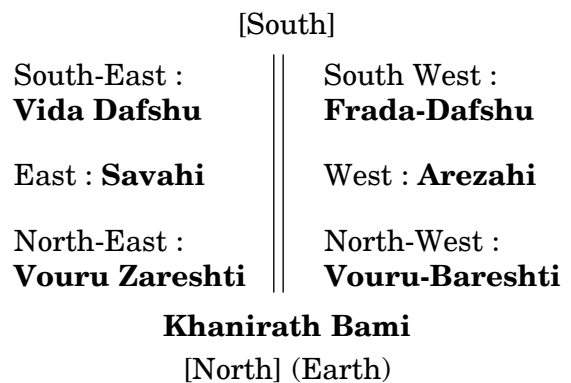 [South]
South-East :
Vida Dafshu
South West :
Frada-Dafshu
East : Savahi
West : Arezahi
North-East :
Vouru Zareshti
North-West :
Vouru-Bareshti
Khanirath Bami
[North] (Earth)